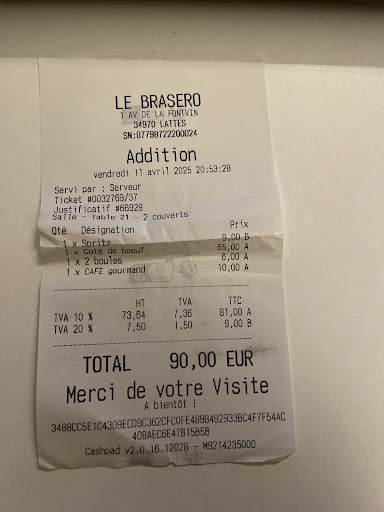 LE BRASERO
1 AV DE LA FONTVIN
34970 LATTES
SN:87798722200024
Addition
vendredi 11 avril 2025 20:53:28
Servi par : Serveur
Ticket #0032769/37
Justificatif #66928
Salle - Table 21 - 2 couverts
Qté Désignation Prix
1 x Spritz 9,00 B
1 x Cote de boeuf 65,00 A
1 x 2 boules 6,00 A
1 x CAFE gourmand 10,00 A
HT TVA TTC
TVA 10 % 73,64 7,36 81,00 A
TVA 20 % 7,50 1,50 9,00 B
TOTAL 90,00 EUR
Merci de votre Visite
A bientôt !
3488CC5E1C4309ECD9C362CFC0FE4898492933BC4F7F54AC
408AEC6E47B15B5B
Cashpad v2.0.16.12028 - M9214235000